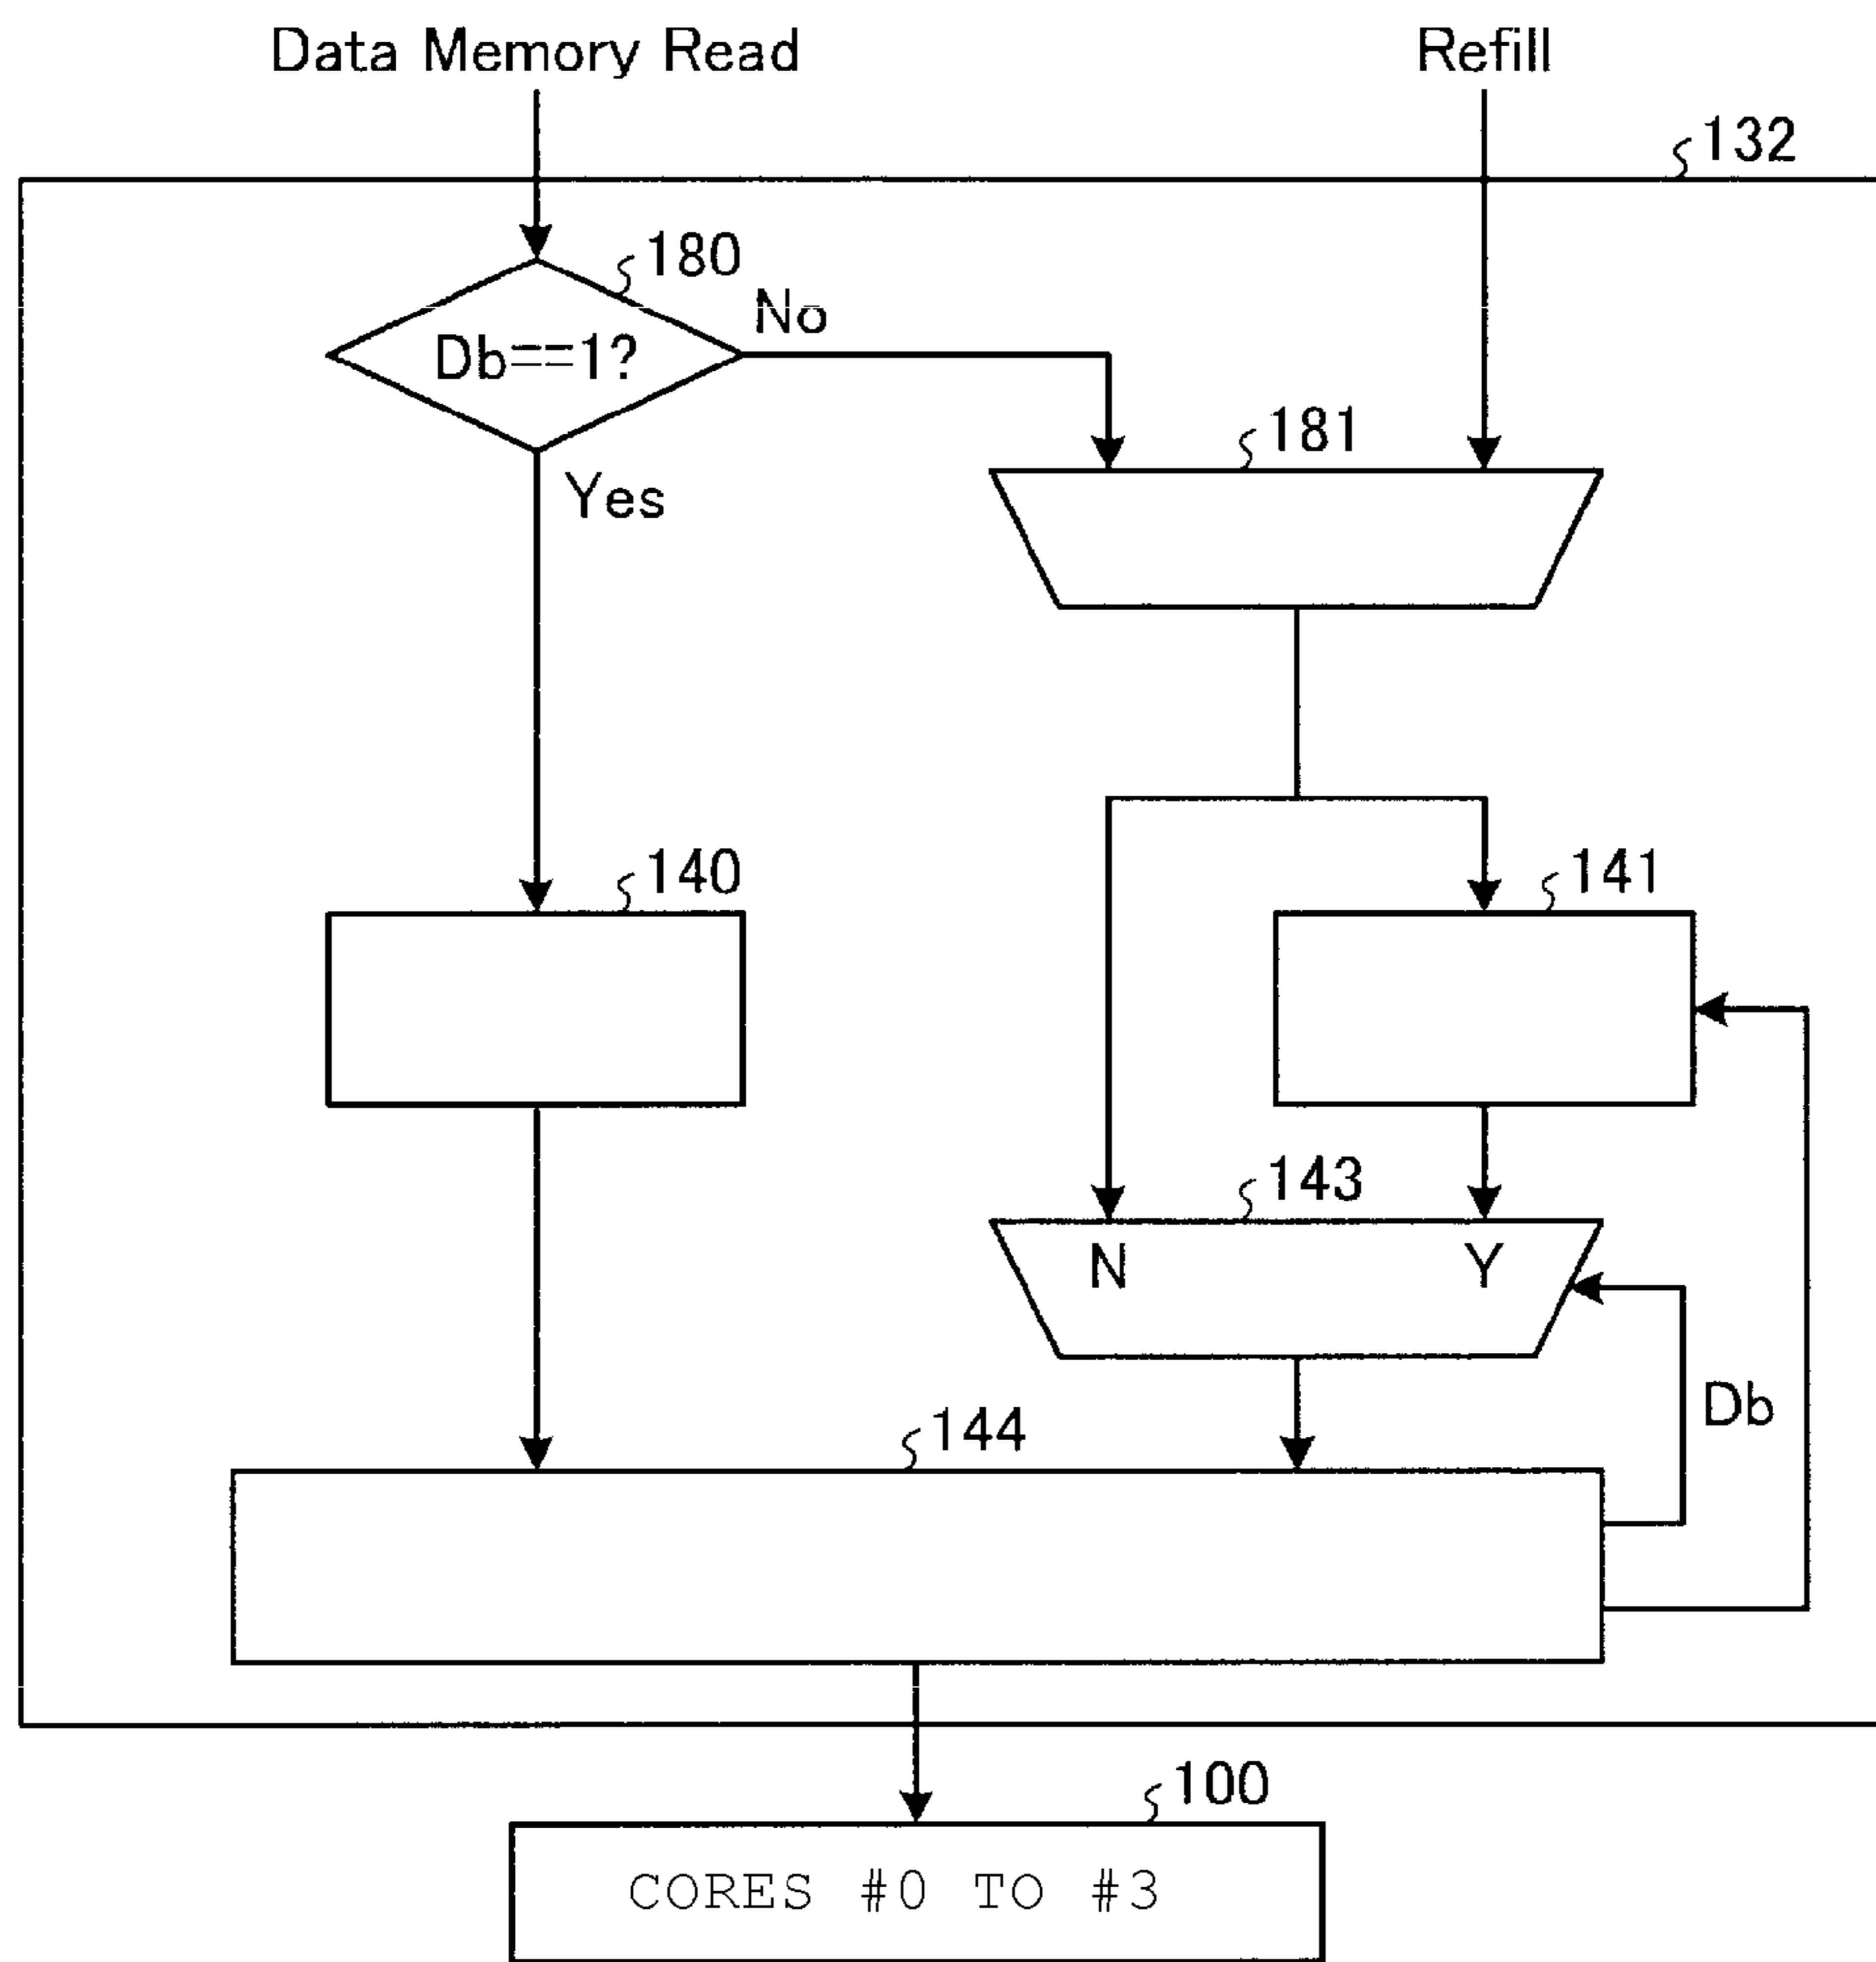 Data Memory Read
Refill
132
180
No
Db==1?
181
Yes
140
141
143
N
Y
Db
144
100
CORES #0 TO #3